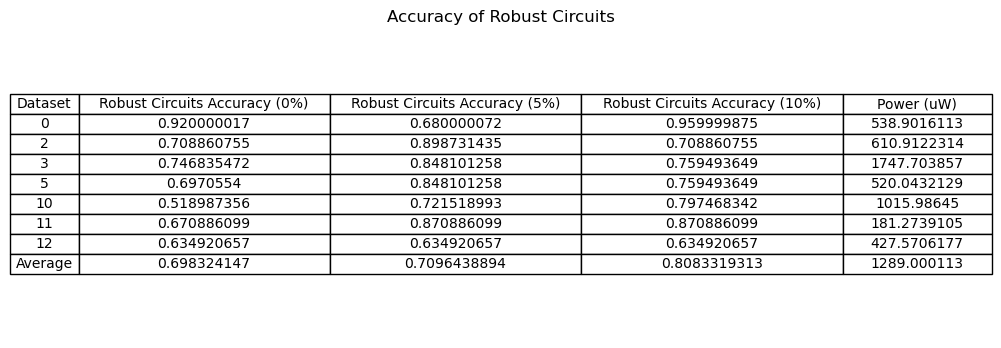 Accuracy of Robust Circuits
Dataset Robust Circuits Accuracy (0%) Robust Circuits Accuracy (5%) Robust Circuits Accuracy (10%) Power (uW)
0 0.920000017 0.680000072 0.959999875 538.9016113
2 0.708860755 0.898731435 0.708860755 610.9122314
3 0.746835472 0.848101258 0.759493649 1747.703857
5 0.6970554 0.848101258 0.759493649 520.0432129
10 0.518987356 0.721518993 0.797468342 1015.98645
11 0.670886099 0.870886099 0.870886099 181.2739105
12 0.634920657 0.634920657 0.634920657 427.5706177
Average 0.698324147 0.7096438894 0.8083319313 1289.000113